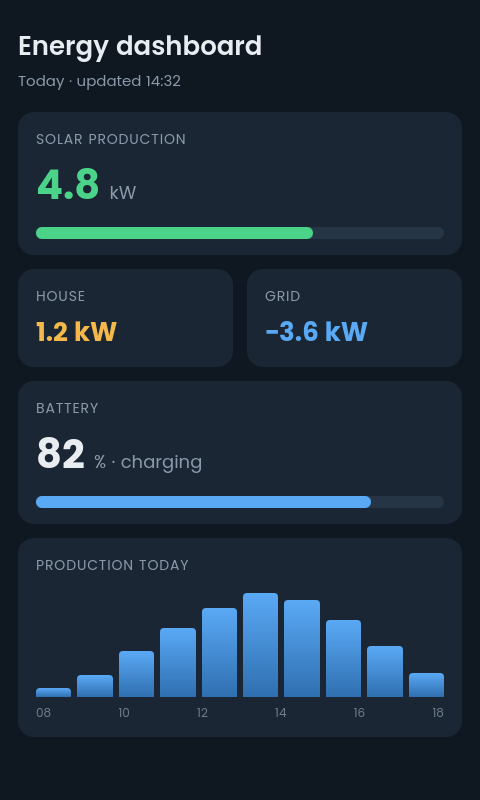 Energy dashboard
Today · updated 14:32
SOLAR PRODUCTION
4.8 kW
HOUSE
1.2 kW
GRID
−3.6 kW
BATTERY
82 % · charging
PRODUCTION TODAY
08 10 12 14 16 18